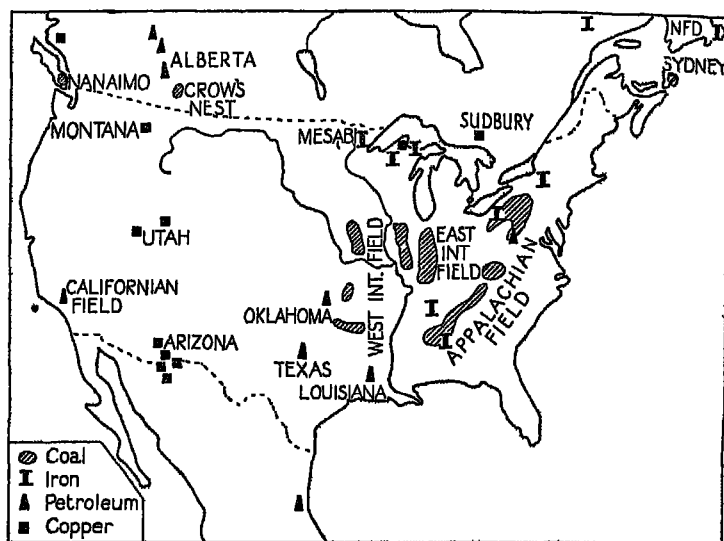 NFD
ALBERTA
SYDNEY
NANAIMO
CROW'S
NEST
MONTANA
MESABI
SUDBURY
UTAH
WEST INT. FIELD
EAST
INT
FIELD
APPALACHIAN
FIELD
CALIFORNIAN
FIELD
OKLAHOMA
ARIZONA
TEXAS
LOUISIANA
Coal
Iron
Petroleum
Copper